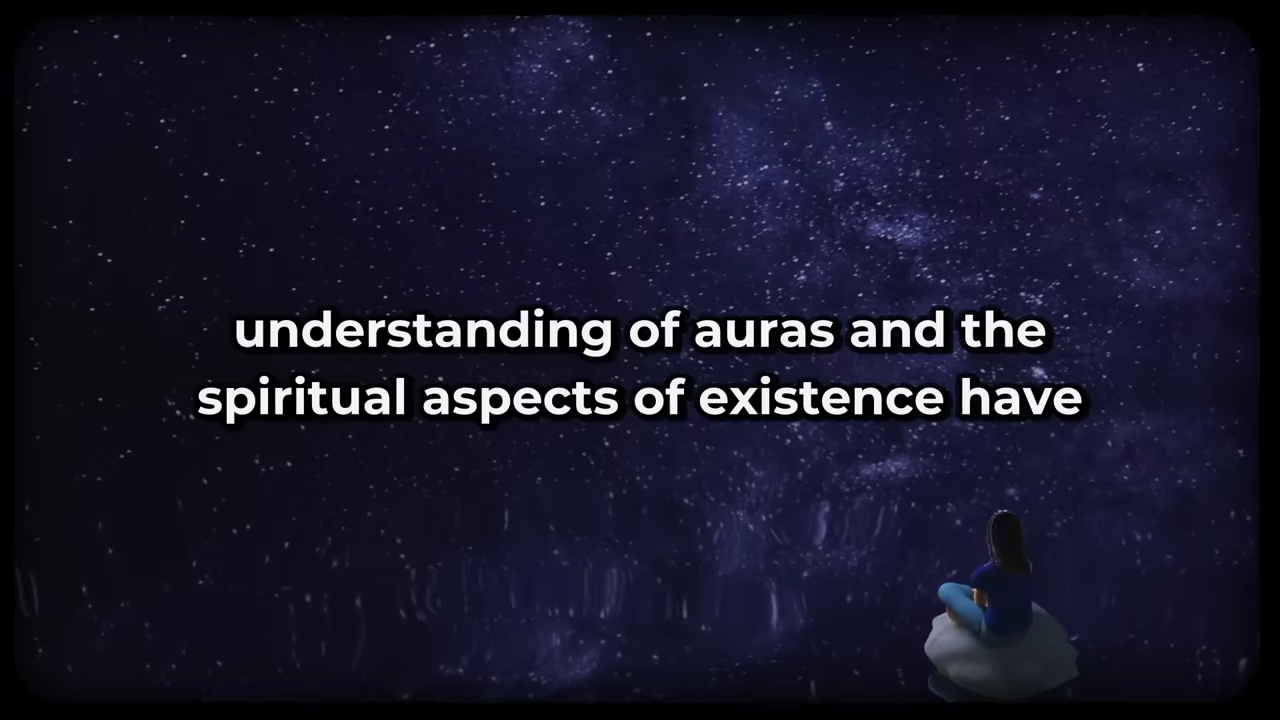 understanding of auras and the
spiritual aspects of existence have